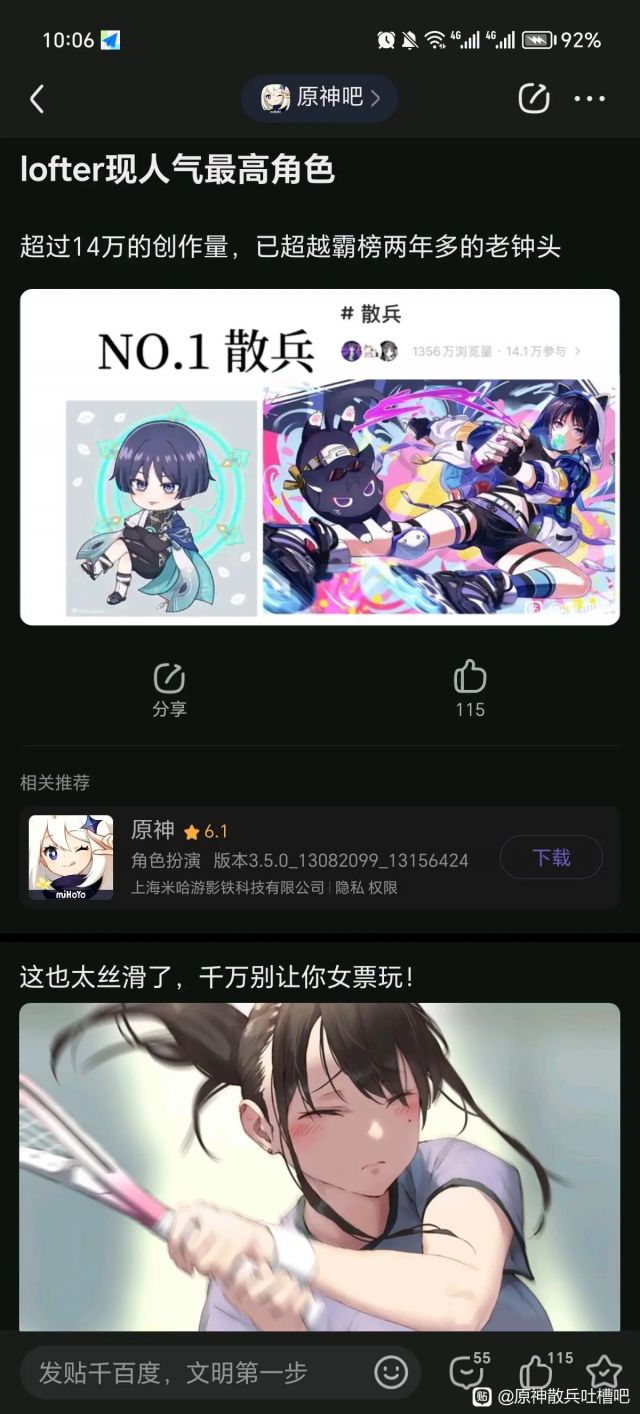 10:06
4G 4G 92%
原神吧
lofter现人气最高角色
超过14万的创作量，已超越霸榜两年多的老钟头
# 散兵
NO.1 散兵
1356万浏览量 · 14.1万参与
分享
115
相关推荐
原神 6.1
角色扮演 版本3.5.0_13082099_13156424
下载
上海米哈游影铁科技有限公司 | 隐私 权限
miHoYo
这也太丝滑了，千万别让你女票玩！
发贴千百度，文明第一步
55
115
贴 @原神散兵吐槽吧